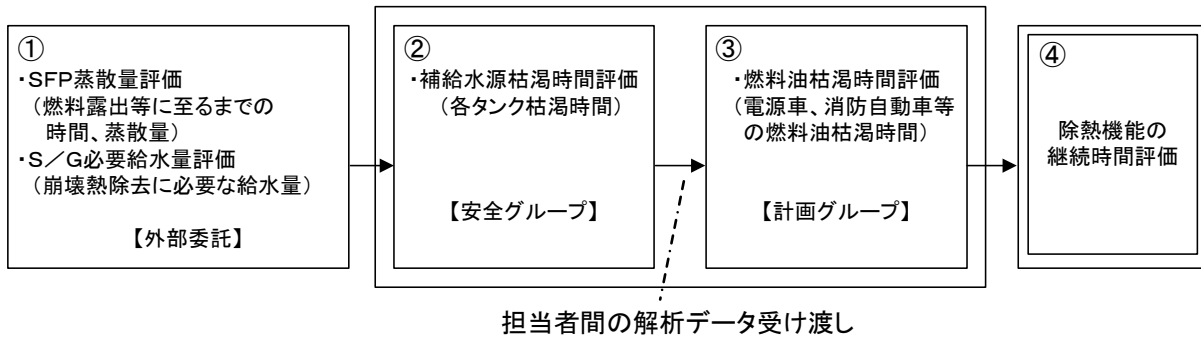 ①
・ＳＦＰ蒸散量評価
（燃料露出等に至るまでの
時間、蒸散量）
・Ｓ／Ｇ必要給水量評価
（崩壊熱除去に必要な給水量）
【外部委託】
②
・補給水源枯渇時間評価
（各タンク枯渇時間）
【安全グループ】
③
・燃料油枯渇時間評価
（電源車、消防自動車等
の燃料油枯渇時間）
【計画グループ】
④
除熱機能の
継続時間評価
担当者間の解析データ受け渡し